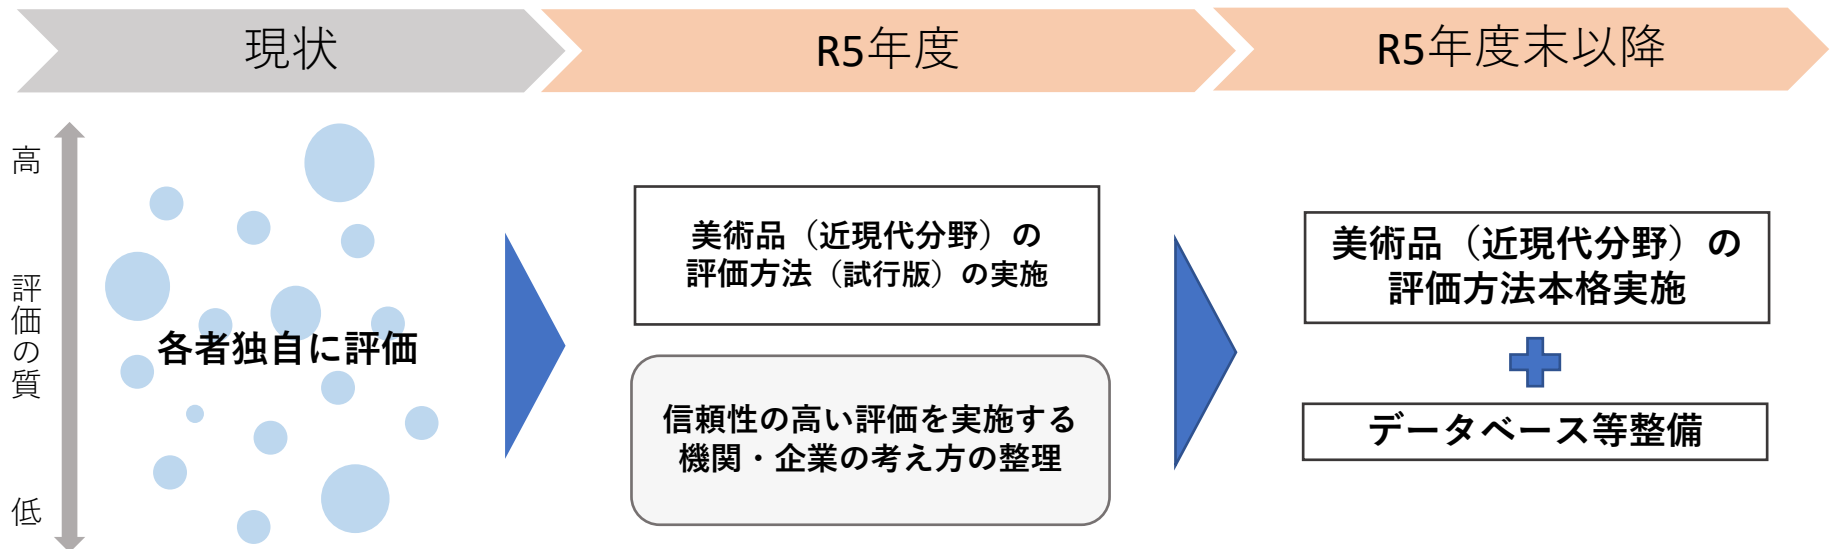 現状
R5年度
R5年度末以降
高
評価の質
低
各者独自に評価
美術品（近現代分野）の
評価方法（試行版）の実施
信頼性の高い評価を実施する
機関・企業の考え方の整理
美術品（近現代分野）の
評価方法本格実施
データベース等整備